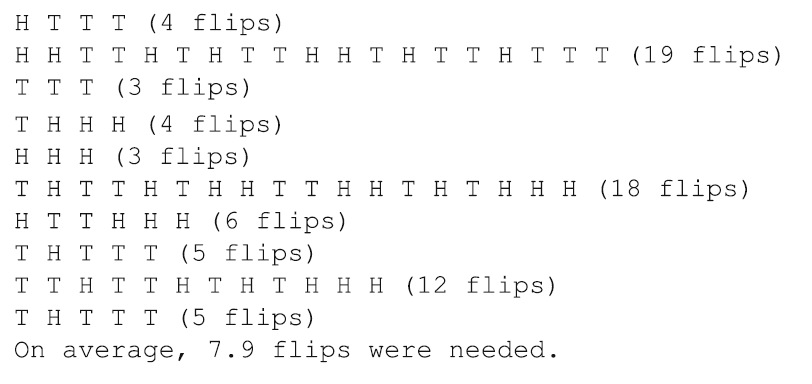 H T T T (4 flips)
H H T T H T H T T H H T H T T H T T T (19 flips)
T T T (3 flips)
T H H H (4 flips)
H H H (3 flips)
T H T T H T H H T T H H T H T H H H (18 flips)
H T T H H H (6 flips)
T H T T T (5 flips)
T T H T T H T H T H H H (12 flips)
T H T T T (5 flips)
On average, 7.9 flips were needed.